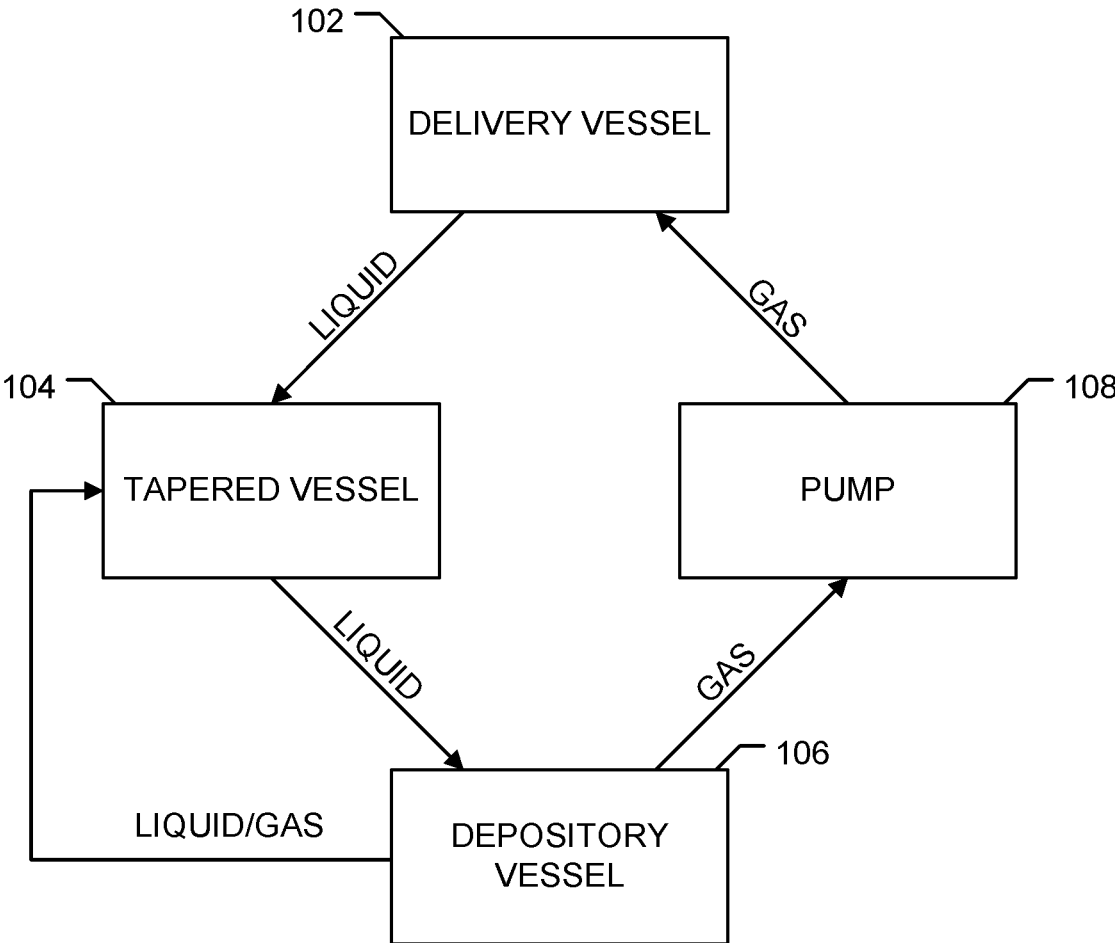 102
DELIVERY VESSEL
LIQUID
GAS
104
108
TAPERED VESSEL
PUMP
LIQUID
GAS
106
LIQUID/GAS
DEPOSITORY
VESSEL